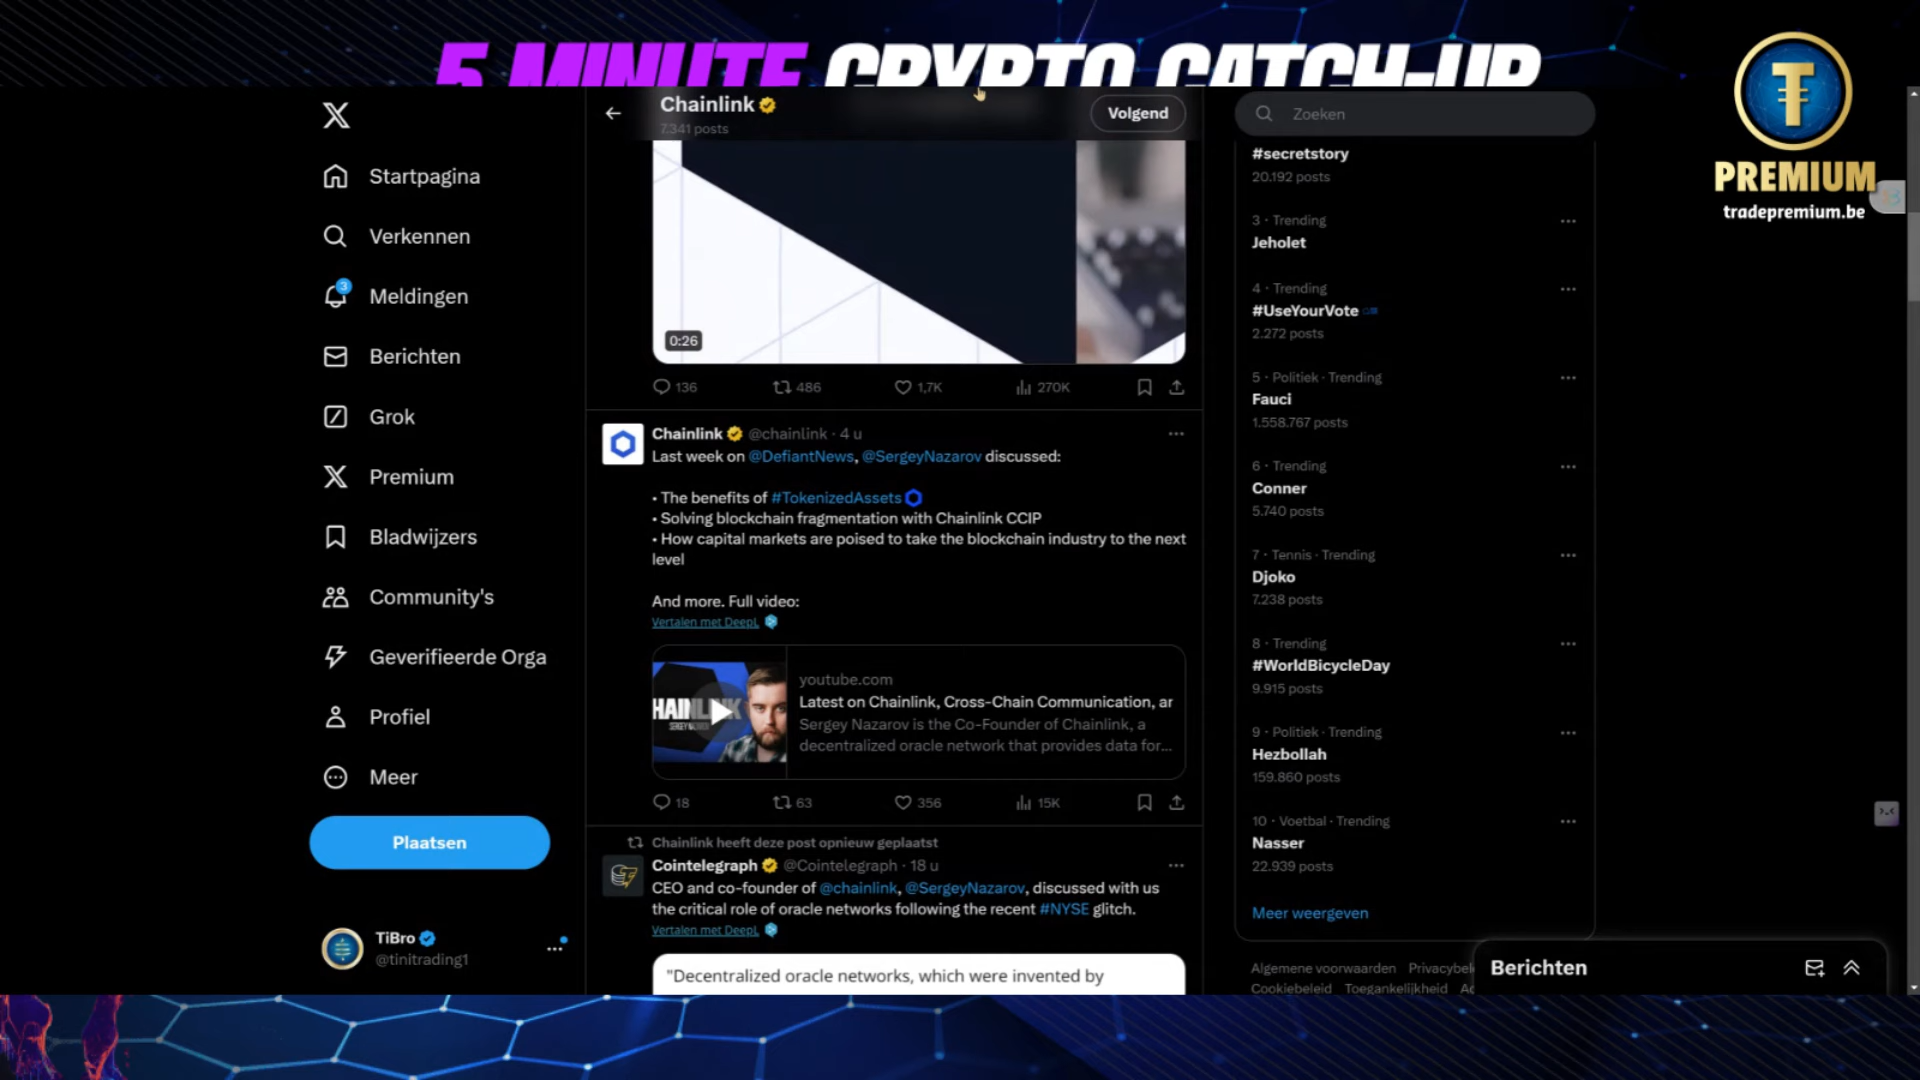 5 MINUTE CRYPTO CATCH-UP
PREMIUM
tradepremium.be
Startpagina
Verkennen
3
Meldingen
Berichten
Grok
Premium
Bladwijzers
Community's
Geverifieerde Orga
Profiel
Meer
Plaatsen
TiBro
@tinitrading1
Chainlink
7.341 posts
Volgend
0:26
136
486
1,7K
270K
Chainlink @chainlink · 4 u
Last week on @DefiantNews, @SergeyNazarov discussed:
• The benefits of #TokenizedAssets
• Solving blockchain fragmentation with Chainlink CCIP
• How capital markets are poised to take the blockchain industry to the next
level
And more. Full video:
Vertalen met DeepL
youtube.com
Latest on Chainlink, Cross-Chain Communication, ar
Sergey Nazarov is the Co-Founder of Chainlink, a
decentralized oracle network that provides data for...
18
63
356
15K
Chainlink heeft deze post opnieuw geplaatst
Cointelegraph @Cointelegraph · 18 u
CEO and co-founder of @chainlink, @SergeyNazarov, discussed with us
the critical role of oracle networks following the recent #NYSE glitch.
Vertalen met DeepL
"Decentralized oracle networks, which were invented by
Zoeken
#secretstory
20.192 posts
3 · Trending
Jeholet
4 · Trending
#UseYourVote
2.272 posts
5 · Politiek · Trending
Fauci
1.558.767 posts
6 · Trending
Conner
5.740 posts
7 · Tennis · Trending
Djoko
7.238 posts
8 · Trending
#WorldBicycleDay
9.915 posts
9 · Politiek · Trending
Hezbollah
159.860 posts
10 · Voetbal · Trending
Nasser
22.939 posts
Meer weergeven
Algemene voorwaarden Privacybel
Cookiebeleid Toegankelijkheid
Berichten